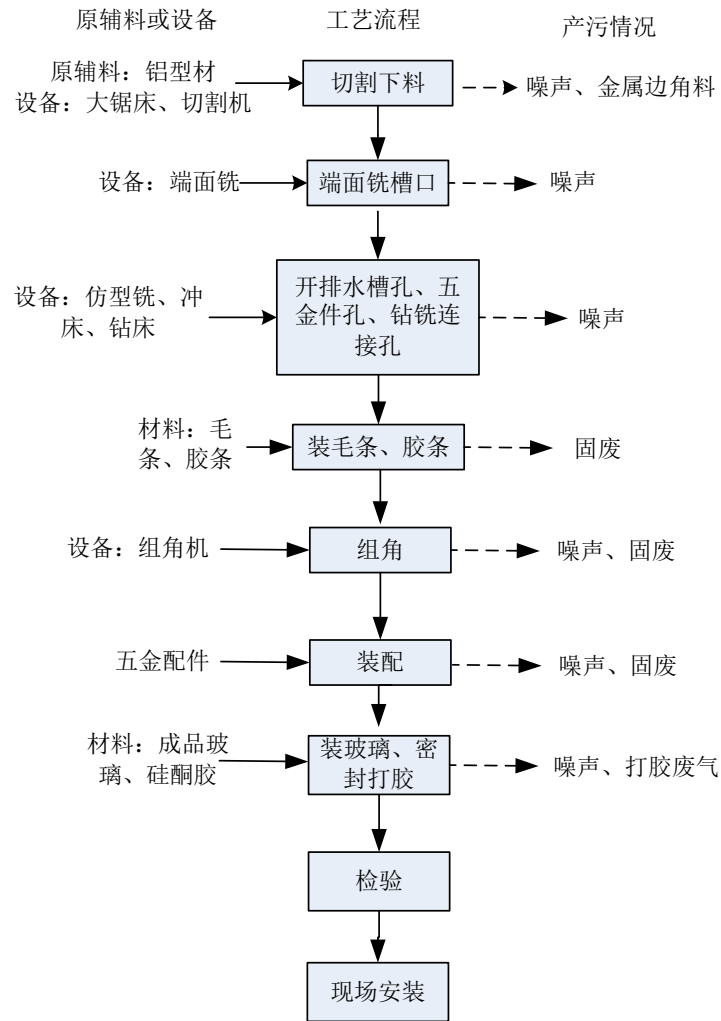 原辅料或设备
工艺流程
产污情况
原辅料：铝型材
设备：大锯床、切割机
切割下料
噪声、金属边角料
设备：端面铣
端面铣槽口
噪声
设备：仿型铣、冲
床、钻床
开排水槽孔、五
金件孔、钻铣连
接孔
噪声
材料：毛
条、胶条
装毛条、胶条
固废
设备：组角机
组角
噪声、固废
五金配件
装配
噪声、固废
材料：成品玻
璃、硅酮胶
装玻璃、密
封打胶
噪声、打胶废气
检验
现场安装